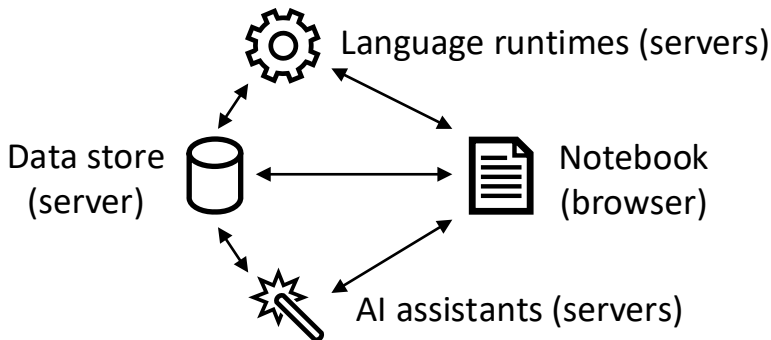 Language runtimes (servers)
Data store
(server)
Notebook
(browser)
AI assistants (servers)